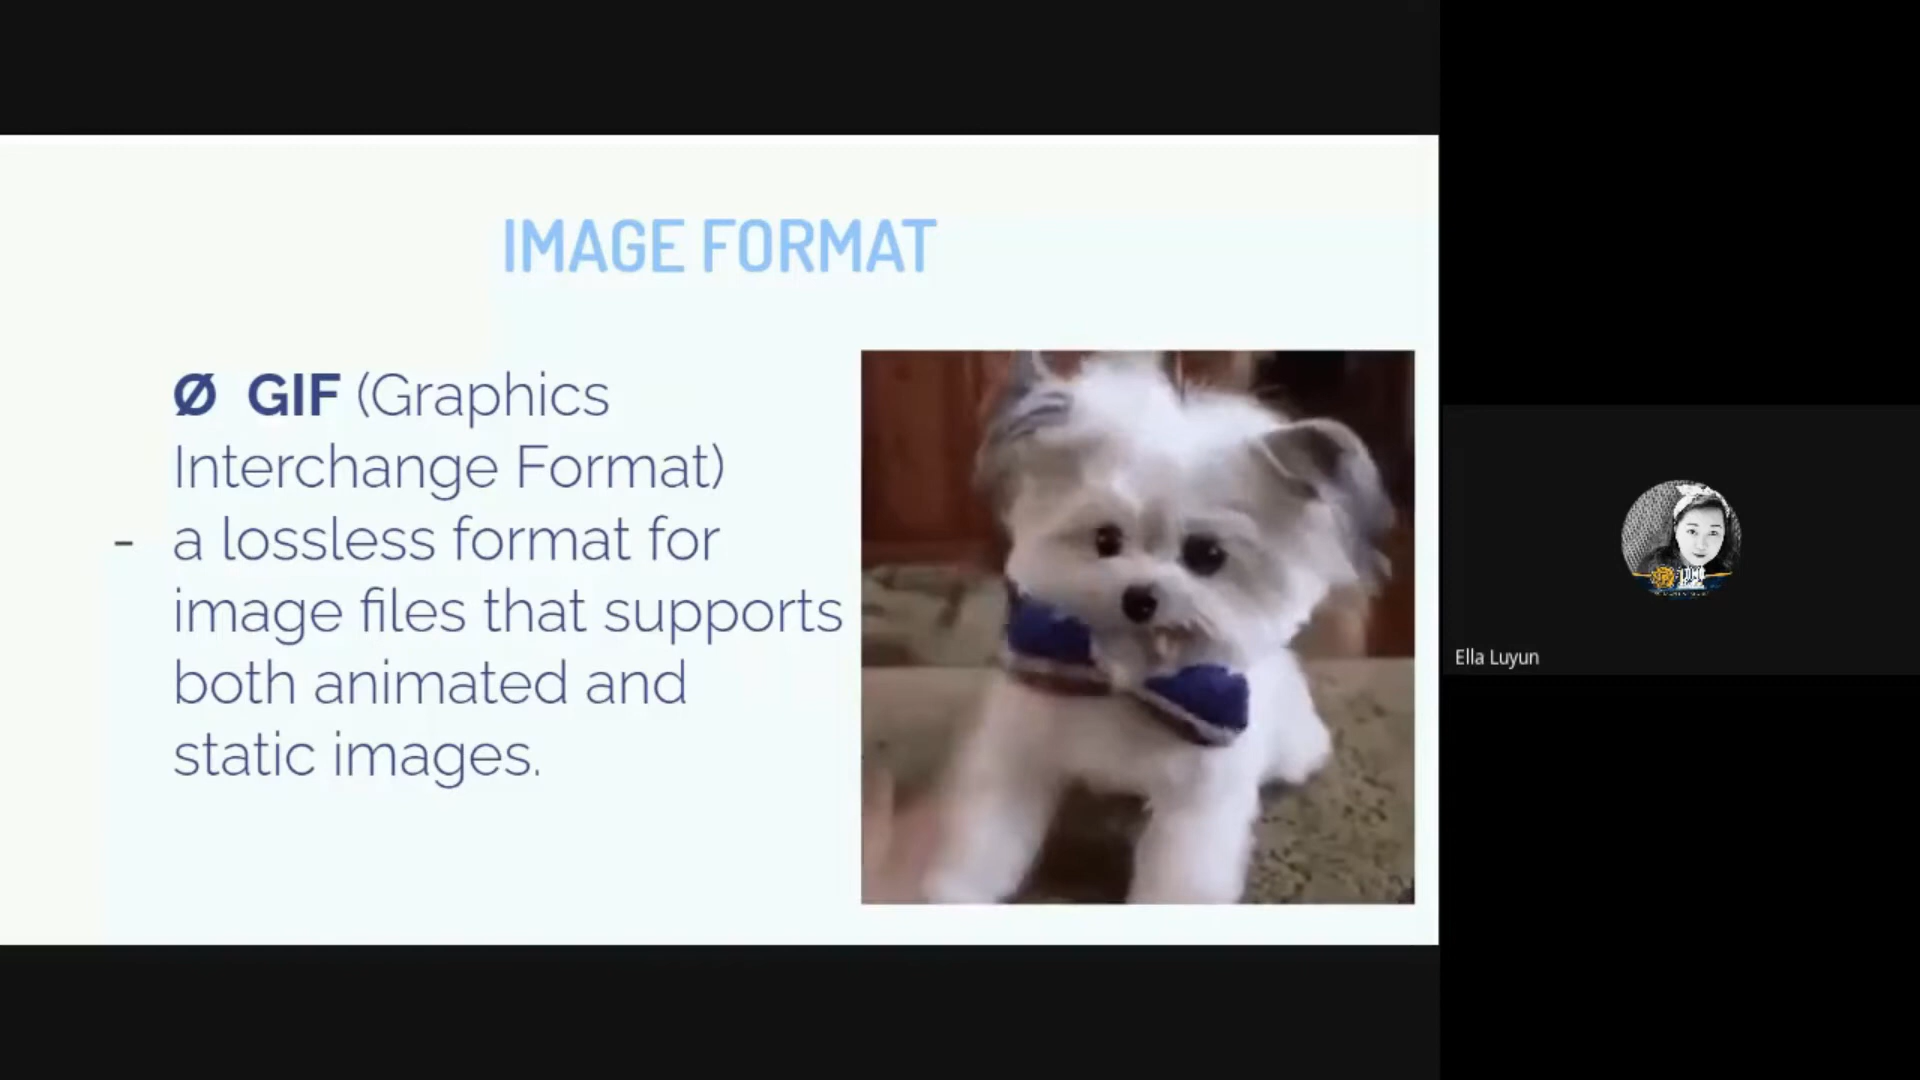 IMAGE FORMAT
Ø GIF (Graphics
Interchange Format)
- a lossless format for
image files that supports
both animated and
static images.
Ella Luyun